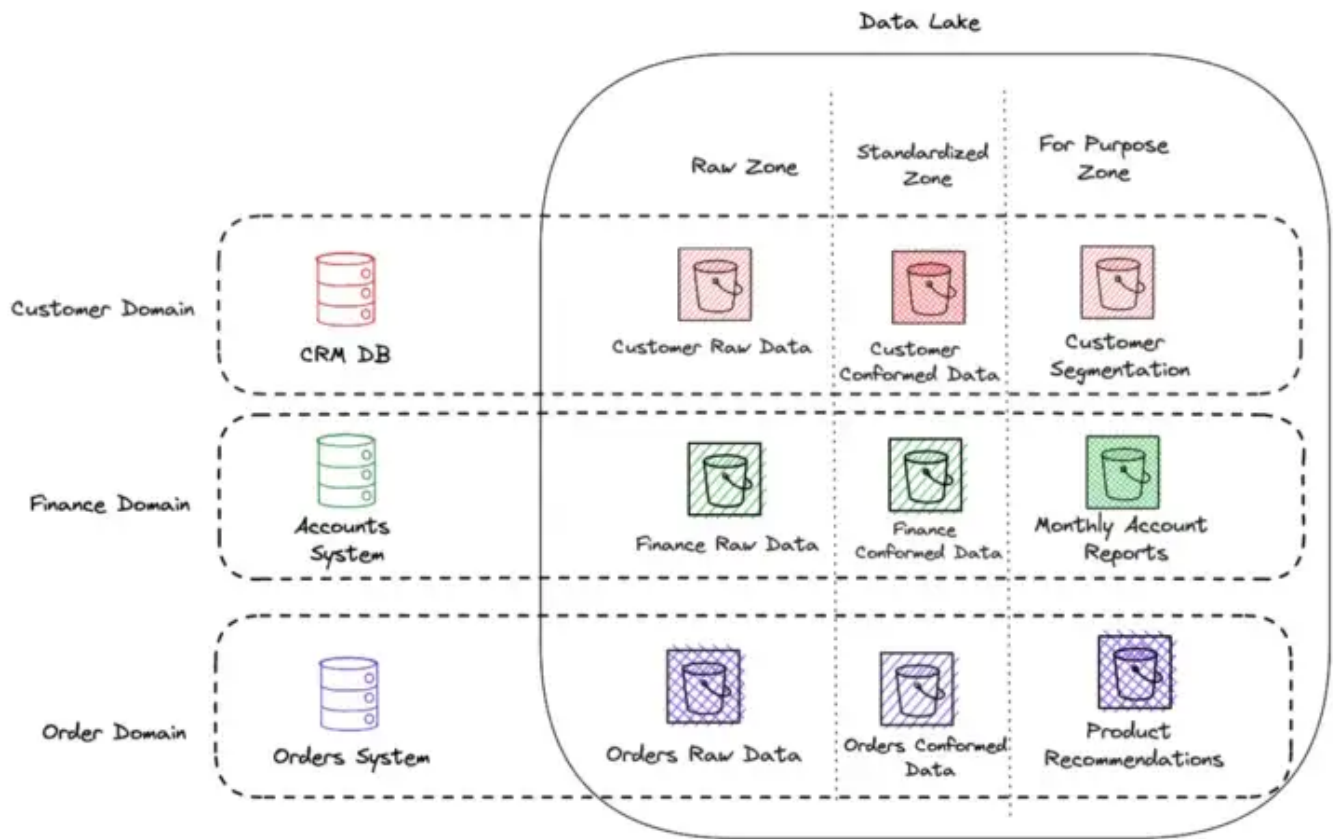 Data Lake
Raw Zone
Standardized
Zone
For Purpose
Zone
Customer Domain
CRM DB
Customer Raw Data
Customer
Conformed Data
Customer
Segmentation
Finance Domain
Accounts
System
Finance Raw Data
Finance
Conformed Data
Monthly Account
Reports
Order Domain
Orders System
Orders Raw Data
Orders Conformed
Data
Product
Recommendations